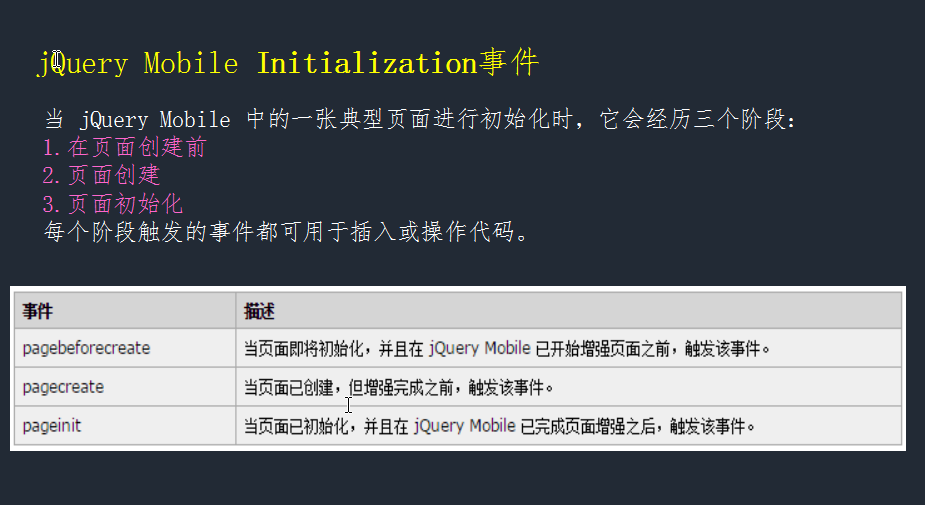 jQuery Mobile Initialization事件
当 jQuery Mobile 中的一张典型页面进行初始化时，它会经历三个阶段：
1.在页面创建前
2.页面创建
3.页面初始化
每个阶段触发的事件都可用于插入或操作代码。
事件 描述
pagebeforecreate 当页面即将初始化，并且在 jQuery Mobile 已开始增强页面之前，触发该事件。
pagecreate 当页面已创建，但增强完成之前，触发该事件。
pageinit 当页面已初始化，并且在 jQuery Mobile 已完成页面增强之后，触发该事件。